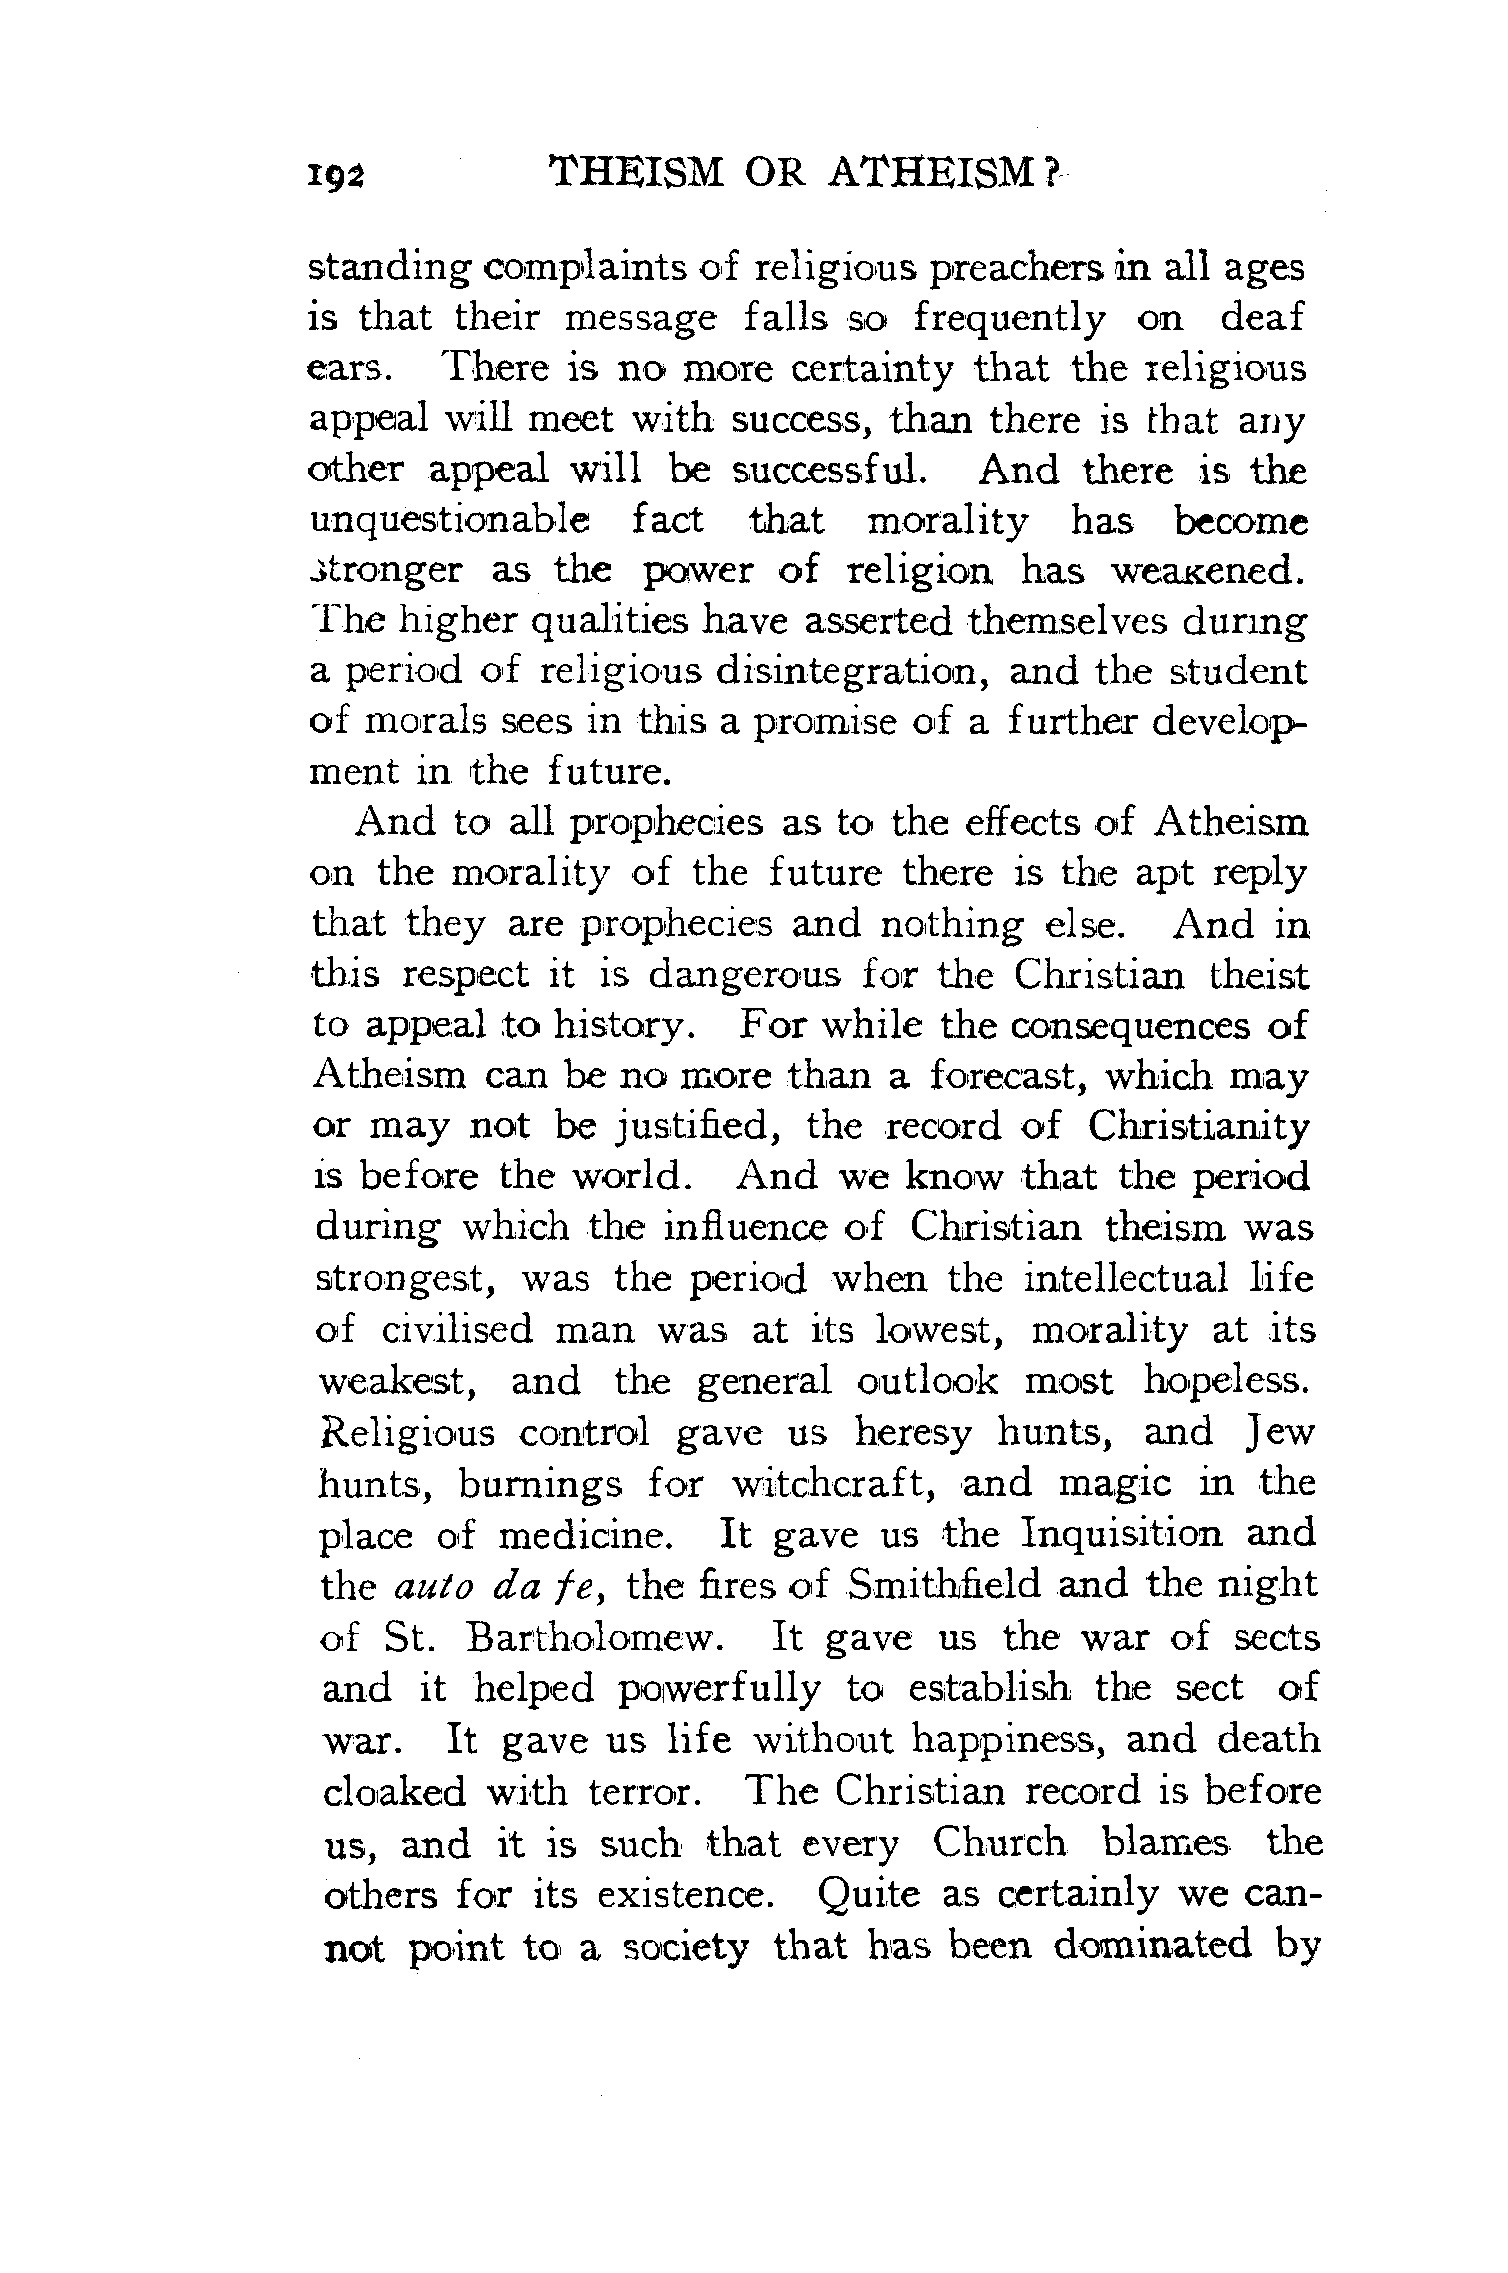 192 THEISM OR ATHEISM?
standing complaints of religious preachers in all ages
is that their message falls so frequently on deaf
ears. There is no more certainty that the religious
appeal will meet with success, than there is that any
other appeal will be successful. And there is the
unquestionable fact that morality has become
stronger as the power of religion has weakened.
The higher qualities have asserted themselves during
a period of religious disintegration, and the student
of morals sees in this a promise of a further develop-
ment in the future.
And to all prophecies as to the effects of Atheism
on the morality of the future there is the apt reply
that they are prophecies and nothing else. And in
this respect it is dangerous for the Christian theist
to appeal to history. For while the consequences of
Atheism can be no more than a forecast, which may
or may not be justified, the record of Christianity
is before the world. And we know that the period
during which the influence of Christian theism was
strongest, was the period when the intellectual life
of civilised man was at its lowest, morality at its
weakest, and the general outlook most hopeless.
Religious control gave us heresy hunts, and Jew
hunts, burnings for witchcraft, and magic in the
place of medicine. It gave us the Inquisition and
the auto da fe, the fires of Smithfield and the night
of St. Bartholomew. It gave us the war of sects
and it helped powerfully to establish the sect of
war. It gave us life without happiness, and death
cloaked with terror. The Christian record is before
us, and it is such that every Church blames the
others for its existence. Quite as certainly we can-
not point to a society that has been dominated by